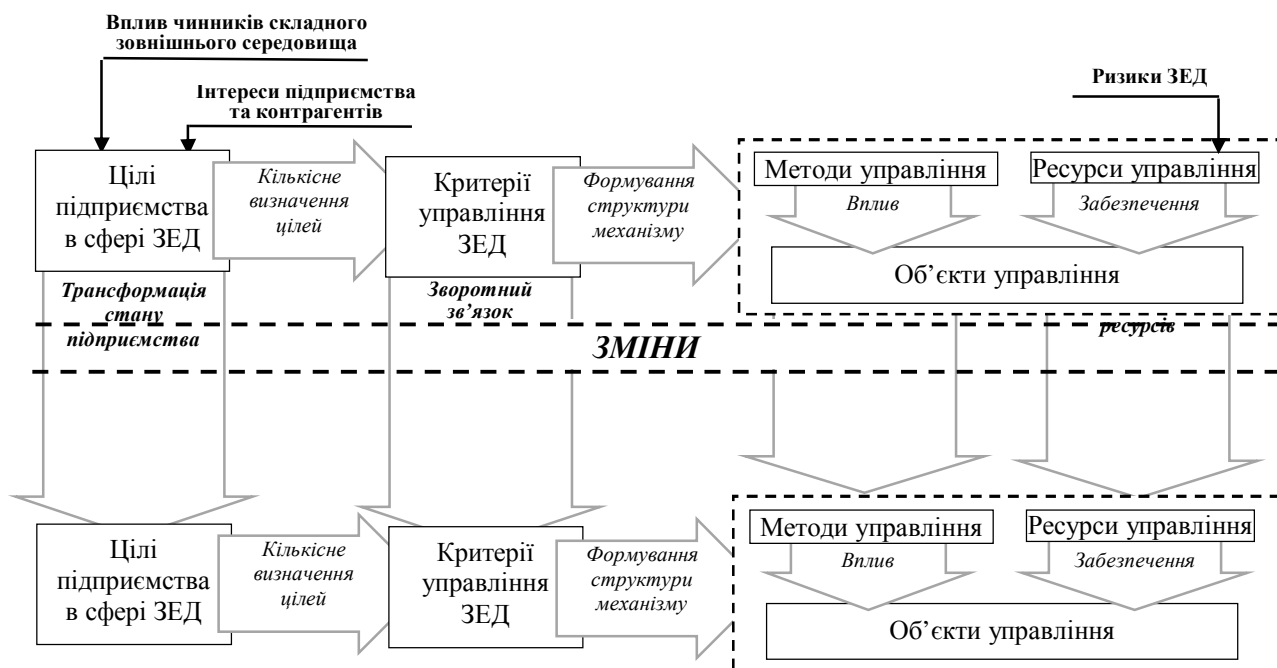 Вплив чинників складного
зовнішнього середовища
Інтереси підприємства
та контрагентів
Ризики ЗЕД
Цілі
підприємства
в сфері ЗЕД
Кількісне
визначення
цілей
Критерії
управління
ЗЕД
Формування
структури
механізму
Методи управління
Ресурси управління
Вплив
Забезпечення
Об’єкти управління
Трансформація
стану
підприємства
Зворотний
зв’язок
ресурсів
ЗМІНИ
Цілі
підприємства
в сфері ЗЕД
Кількісне
визначення
цілей
Критерії
управління
ЗЕД
Формування
структури
механізму
Методи управління
Ресурси управління
Вплив
Забезпечення
Об’єкти управління